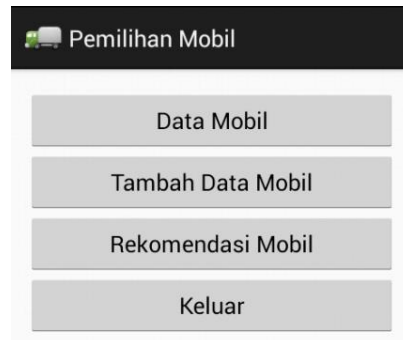 Pemilihan Mobil
Data Mobil
Tambah Data Mobil
Rekomendasi Mobil
Keluar